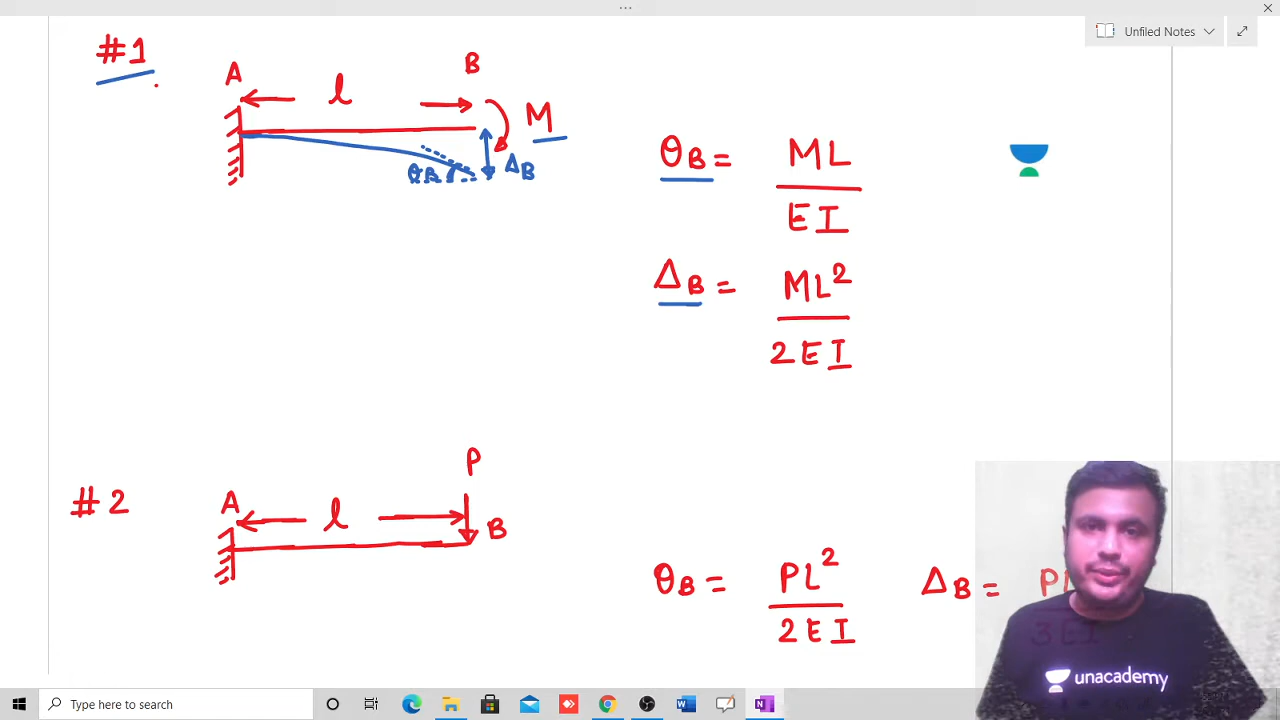 Unfiled Notes
#1
A
B
l
M
θB
ΔB
θB = ML
EI
ΔB = ML²
2EI
#2
A
P
l
B
θB = PL²
2EI
ΔB = P
3EI
unacademy
Type here to search